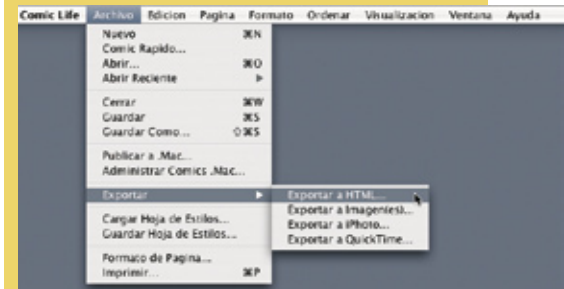 Comic Life Archivo Edicion Pagina Formato Ordenar Visualizacion Ventana Ayuda
Nuevo ⌘N
Comic Rapido...
Abrir... ⌘O
Abrir Reciente
Cerrar ⌘W
Guardar ⌘S
Guardar Como... ⇧⌘S
Publicar a .Mac...
Administrar Comics .Mac...
Exportar
Exportar a HTML...
Exportar a Imagen(es)...
Exportar a iPhoto...
Exportar a QuickTime...
Cargar Hoja de Estilos...
Guardar Hoja de Estilos...
Formato de Pagina...
Imprimir... ⌘P